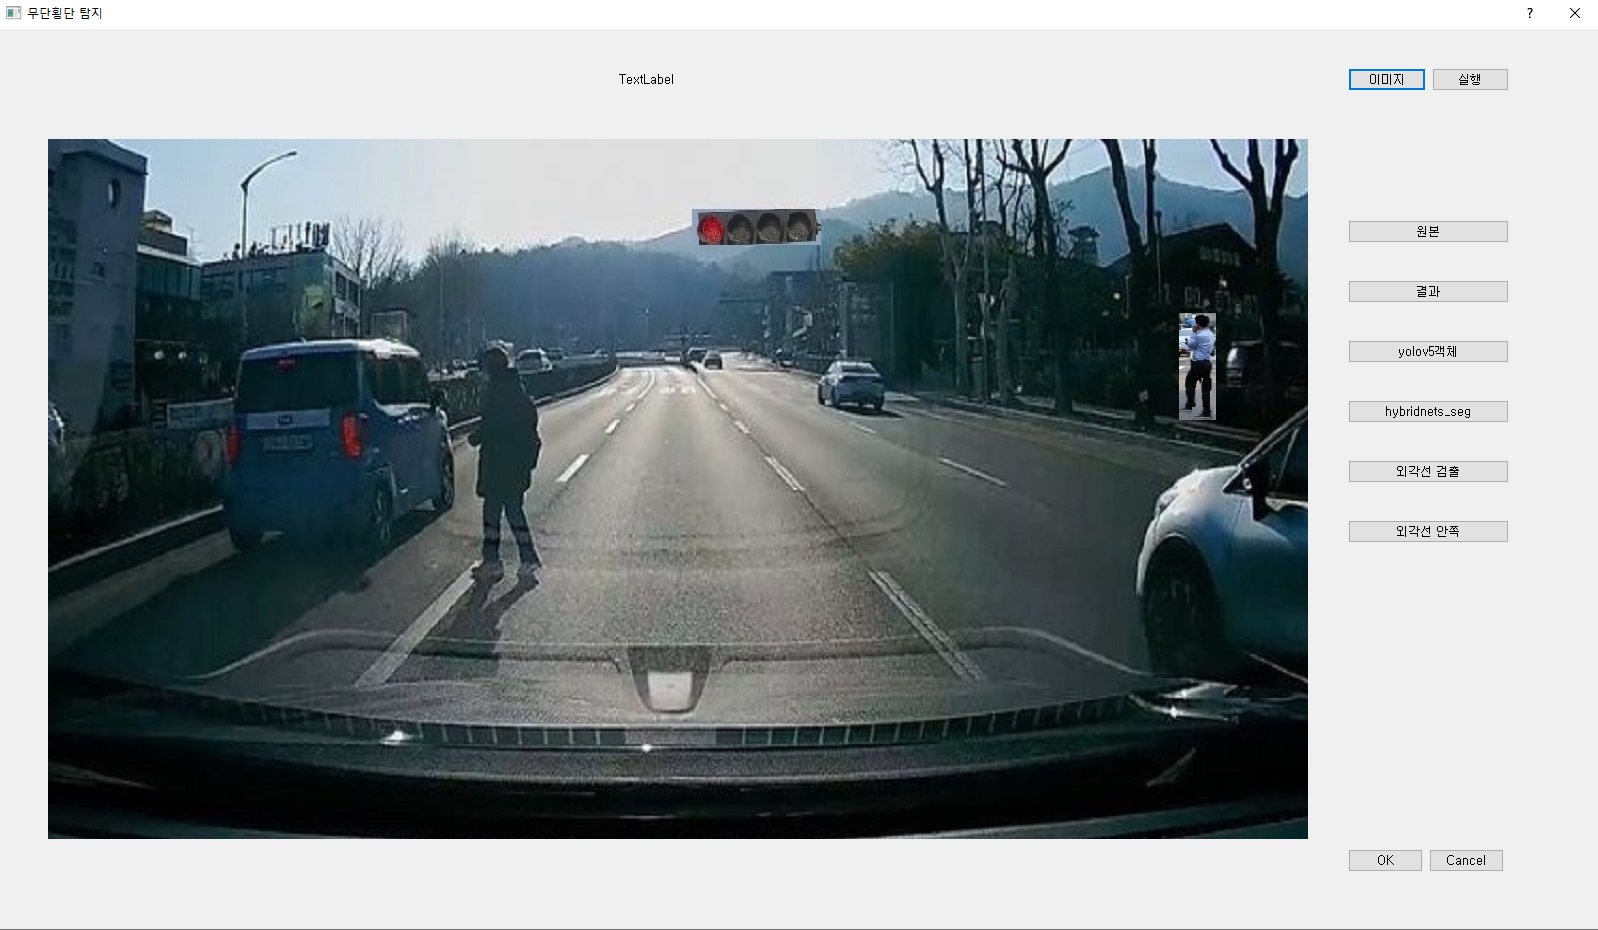 무단횡단 탐지
?
TextLabel
이미지
실행
원본
결과
yolov5객체
hybridnets_seg
외각선 검출
외각선 안쪽
OK
Cancel